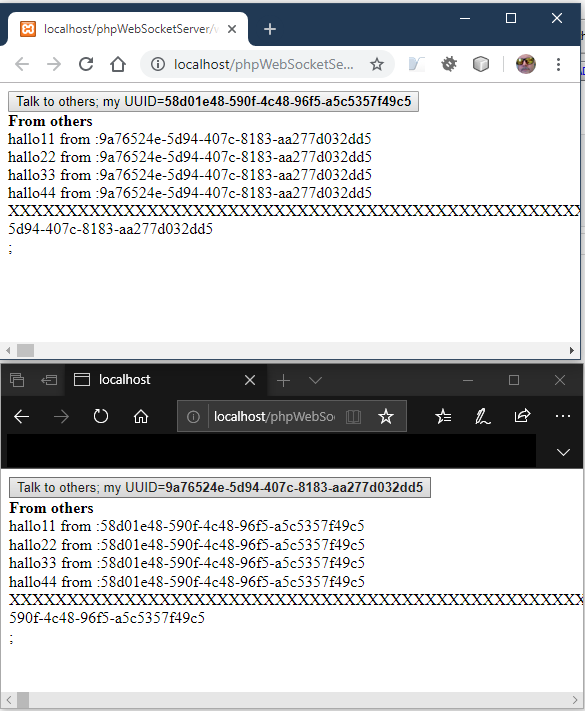 localhost/phpWebSocketServer/
localhost/phpWebSocketSe...
Talk to others; my UUID=58d01e48-590f-4c48-96f5-a5c5357f49c5
From others
hallo11 from :9a76524e-5d94-407c-8183-aa277d032dd5
hallo22 from :9a76524e-5d94-407c-8183-aa277d032dd5
hallo33 from :9a76524e-5d94-407c-8183-aa277d032dd5
hallo44 from :9a76524e-5d94-407c-8183-aa277d032dd5
XXXXXXXXXXXXXXXXXXXXXXXXXXXXXXXXXXXXXXXXXXXXXXXX
5d94-407c-8183-aa277d032dd5
;
localhost
localhost/phpWebSoc
Talk to others; my UUID=9a76524e-5d94-407c-8183-aa277d032dd5
From others
hallo11 from :58d01e48-590f-4c48-96f5-a5c5357f49c5
hallo22 from :58d01e48-590f-4c48-96f5-a5c5357f49c5
hallo33 from :58d01e48-590f-4c48-96f5-a5c5357f49c5
hallo44 from :58d01e48-590f-4c48-96f5-a5c5357f49c5
XXXXXXXXXXXXXXXXXXXXXXXXXXXXXXXXXXXXXXXXXXXXXXXX
590f-4c48-96f5-a5c5357f49c5
;